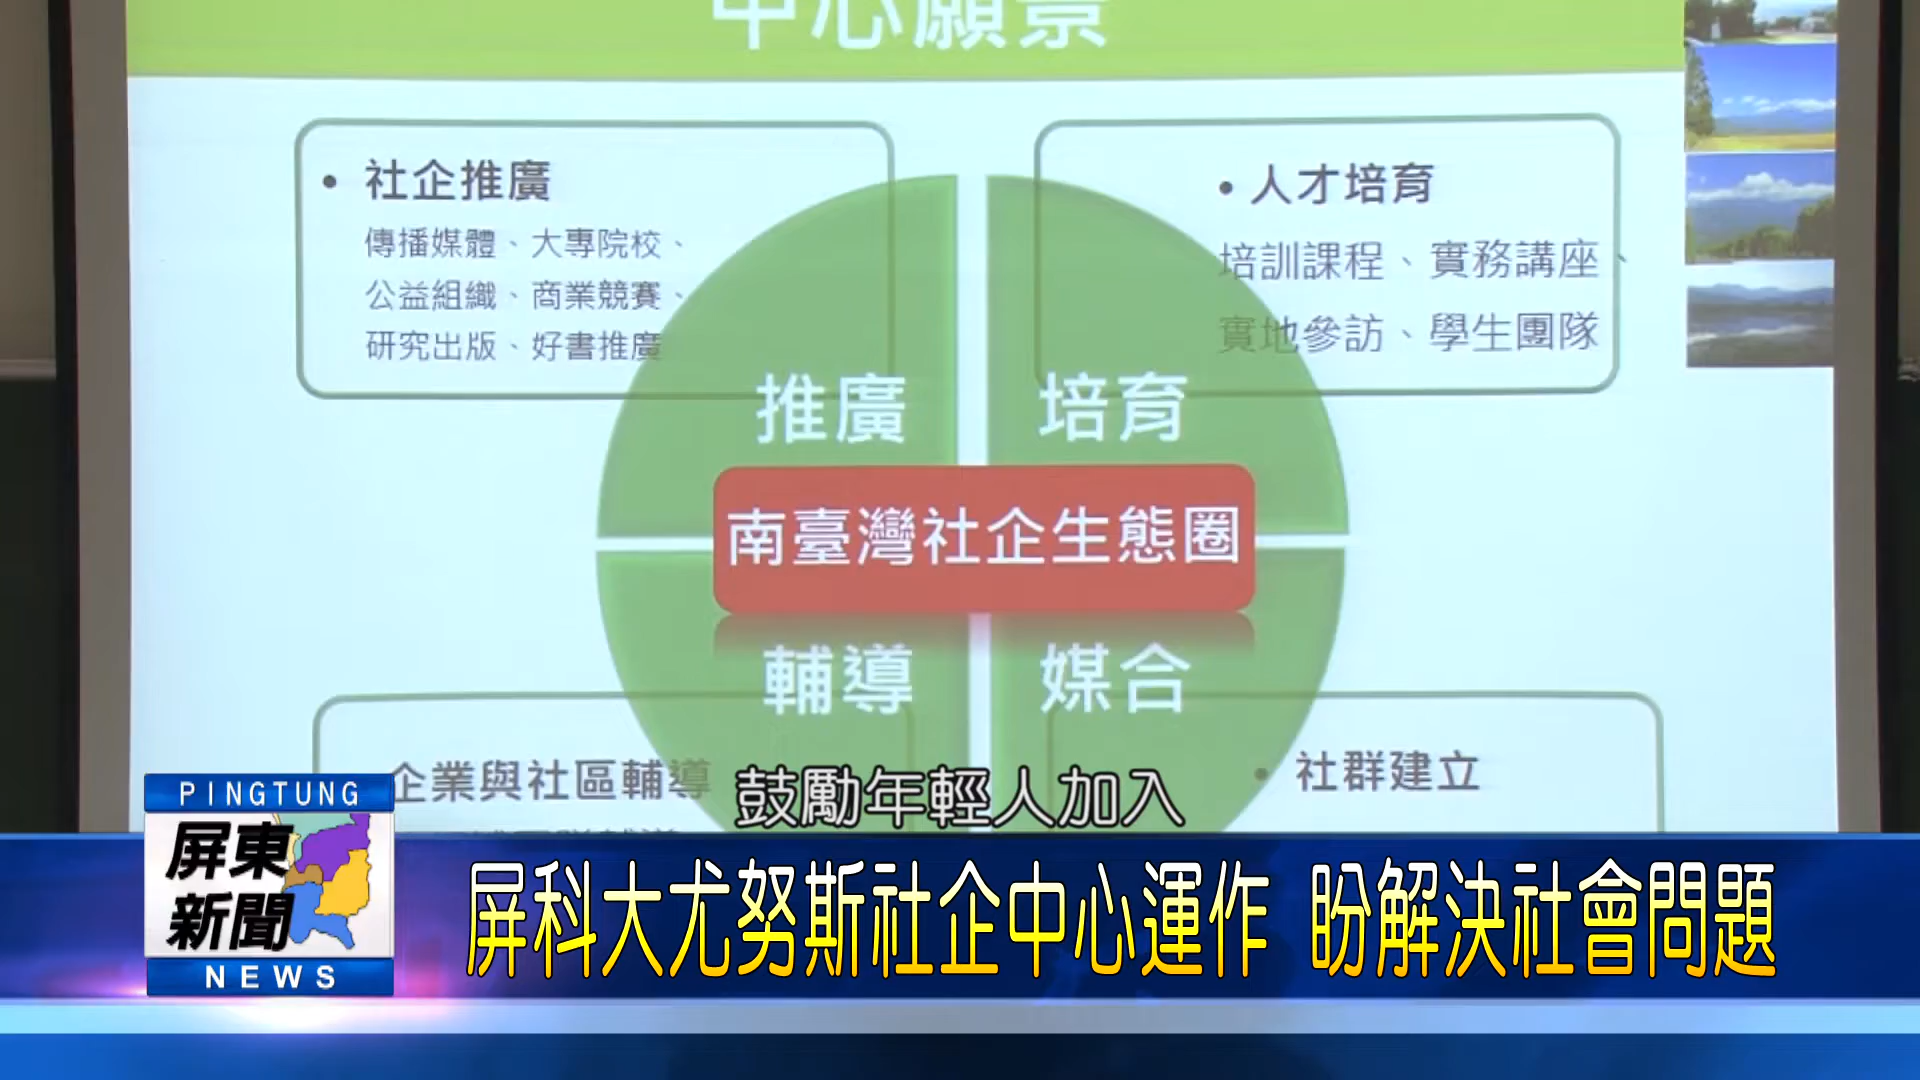 中心願景
• 社企推廣
傳播媒體、大專院校、
公益組織、商業競賽、
研究出版、好書推廣
• 人才培育
培訓課程、實務講座、
實地參訪、學生團隊
推廣
培育
南臺灣社企生態圈
輔導
媒合
企業與社區輔導
• 社群建立
鼓勵年輕人加入
PINGTUNG
屏東
新聞
NEWS
屏科大尤努斯社企中心運作 盼解決社會問題